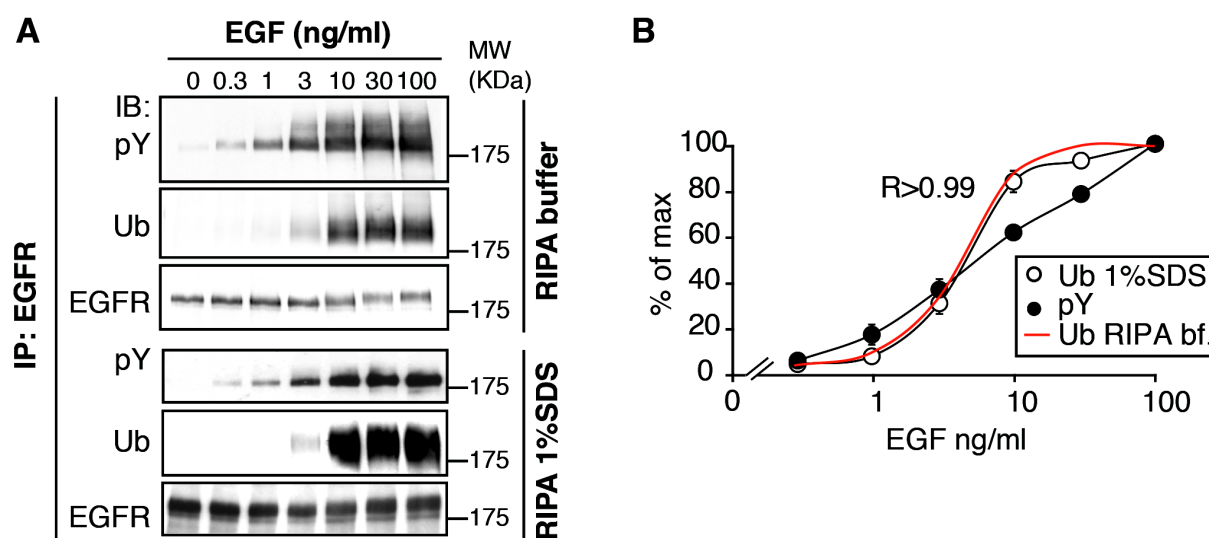 A
EGF (ng/ml)
MW
(KDa)
0 0.3 1 3 10 30 100
IB:
pY
175
Ub
175
EGFR
175
RIPA buffer
IP: EGFR
pY
175
Ub
175
EGFR
175
RIPA 1%SDS
B
% of max
100
80
60
40
20
0
R>0.99
Ub 1%SDS
pY
Ub RIPA bf.
0 1 10 100
EGF ng/ml